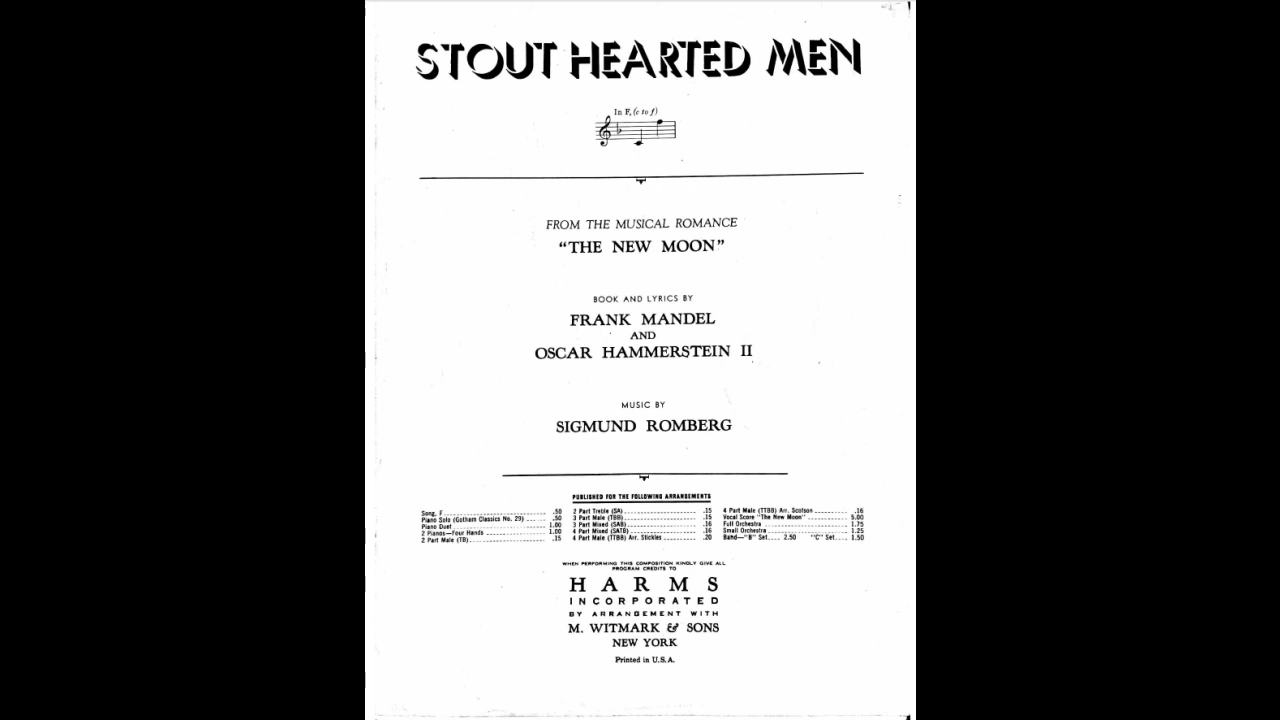 STOUT HEARTED MEN
In F, (c to f)
FROM THE MUSICAL ROMANCE
“THE NEW MOON”
BOOK AND LYRICS BY
FRANK MANDEL
AND
OSCAR HAMMERSTEIN II
MUSIC BY
SIGMUND ROMBERG
PUBLISHED FOR THE FOLLOWING ARRANGEMENTS
Song, F .50
Piano Solo (Gotham Classics No. 29) .50
Piano Duet 1.00
2 Pianos—Four Hands 1.00
2 Part Male (TB) .15
2 Part Treble (SA) .15
3 Part Male (TBB) .15
3 Part Mixed (SAB) .16
4 Part Mixed (SATB) .16
4 Part Male (TTBB) Arr. Stickles .20
4 Part Male (TTBB) Arr. Scotson .16
Vocal Score "The New Moon" 5.00
Full Orchestra 1.75
Small Orchestra 1.25
Band—"B" Set 2.50 "C" Set 1.50
WHEN PERFORMING THIS COMPOSITION KINDLY GIVE ALL
PROGRAM CREDITS TO
HARMS
INCORPORATED
BY ARRANGEMENT WITH
M. WITMARK & SONS
NEW YORK
Printed in U.S.A.